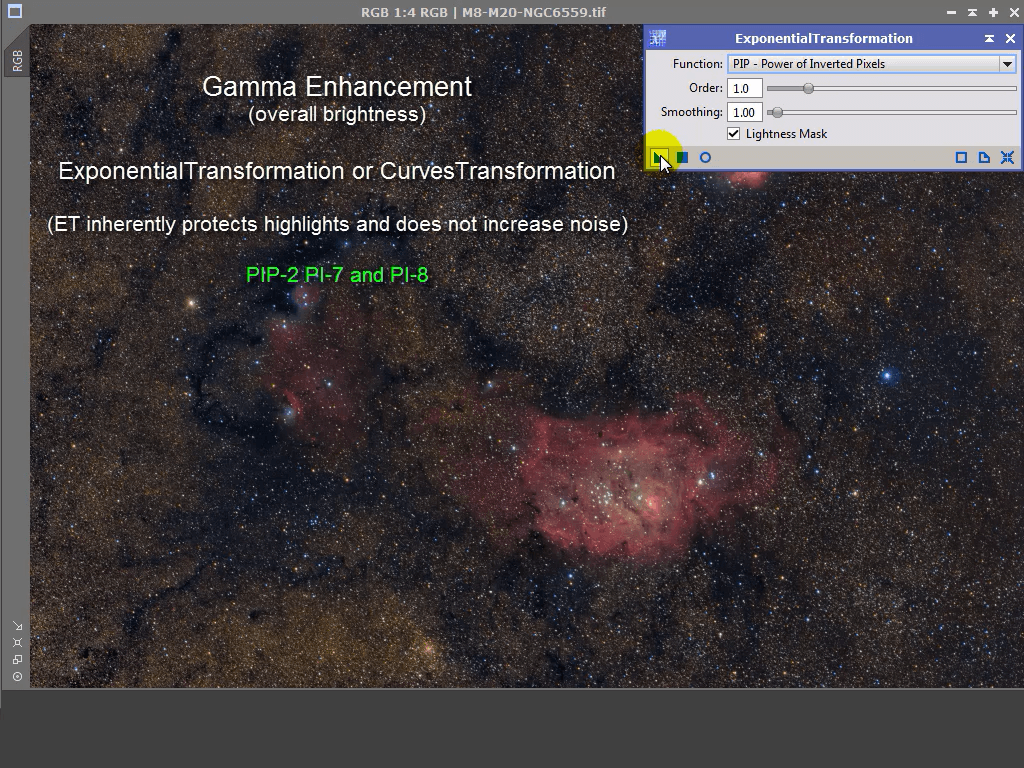 RGB 1:4 RGB | M8-M20-NGC6559.tif
RGB
Gamma Enhancement
(overall brightness)
ExponentialTransformation or CurvesTransformation
(ET inherently protects highlights and does not increase noise)
PIP-2 PI-7 and PI-8
ExponentialTransformation
Function: PIP - Power of Inverted Pixels
Order: 1.0
Smoothing: 1.00
Lightness Mask